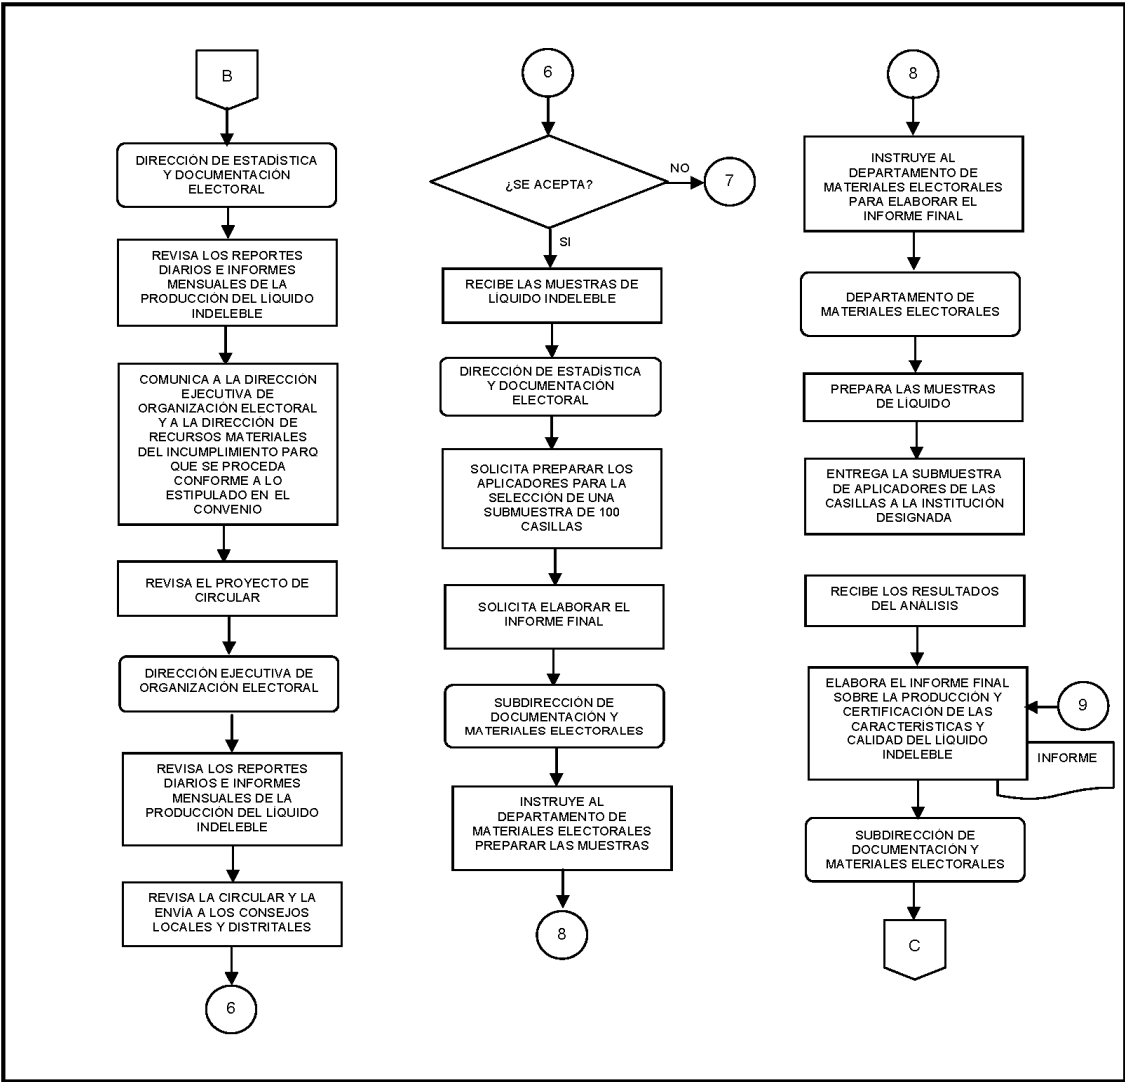 B
DIRECCIÓN DE ESTADÍSTICA
Y DOCUMENTACIÓN
ELECTORAL
REVISA LOS REPORTES
DIARIOS E INFORMES
MENSUALES DE LA
PRODUCCIÓN DEL LÍQUIDO
INDELEBLE
COMUNICA A LA DIRECCIÓN
EJECUTIVA DE
ORGANIZACIÓN ELECTORAL
Y A LA DIRECCIÓN DE
RECURSOS MATERIALES
DEL INCUMPLIMIENTO PARQ
QUE SE PROCEDA
CONFORME A LO
ESTIPULADO EN EL
CONVENIO
REVISA EL PROYECTO DE
CIRCULAR
DIRECCIÓN EJECUTIVA DE
ORGANIZACIÓN ELECTORAL
REVISA LOS REPORTES
DIARIOS E INFORMES
MENSUALES DE LA
PRODUCCIÓN DEL LÍQUIDO
INDELEBLE
REVISA LA CIRCULAR Y LA
ENVÍA A LOS CONSEJOS
LOCALES Y DISTRITALES
6
6
¿SE ACEPTA?
NO
7
SI
RECIBE LAS MUESTRAS DE
LÍQUIDO INDELEBLE
DIRECCIÓN DE ESTADÍSTICA
Y DOCUMENTACIÓN
ELECTORAL
SOLICITA PREPARAR LOS
APLICADORES PARA LA
SELECCIÓN DE UNA
SUBMUESTRA DE 100
CASILLAS
SOLICITA ELABORAR EL
INFORME FINAL
SUBDIRECCIÓN DE
DOCUMENTACIÓN Y
MATERIALES ELECTORALES
INSTRUYE AL
DEPARTAMENTO DE
MATERIALES ELECTORALES
PREPARAR LAS MUESTRAS
8
8
INSTRUYE AL
DEPARTAMENTO DE
MATERIALES ELECTORALES
PARA ELABORAR EL
INFORME FINAL
DEPARTAMENTO DE
MATERIALES ELECTORALES
PREPARA LAS MUESTRAS
DE LÍQUIDO
ENTREGA LA SUBMUESTRA
DE APLICADORES DE LAS
CASILLAS A LA INSTITUCIÓN
DESIGNADA
RECIBE LOS RESULTADOS
DEL ANÁLISIS
ELABORA EL INFORME FINAL
SOBRE LA PRODUCCIÓN Y
CERTIFICACIÓN DE LAS
CARACTERÍSTICAS Y
CALIDAD DEL LÍQUIDO
INDELEBLE
9
INFORME
SUBDIRECCIÓN DE
DOCUMENTACIÓN Y
MATERIALES ELECTORALES
C